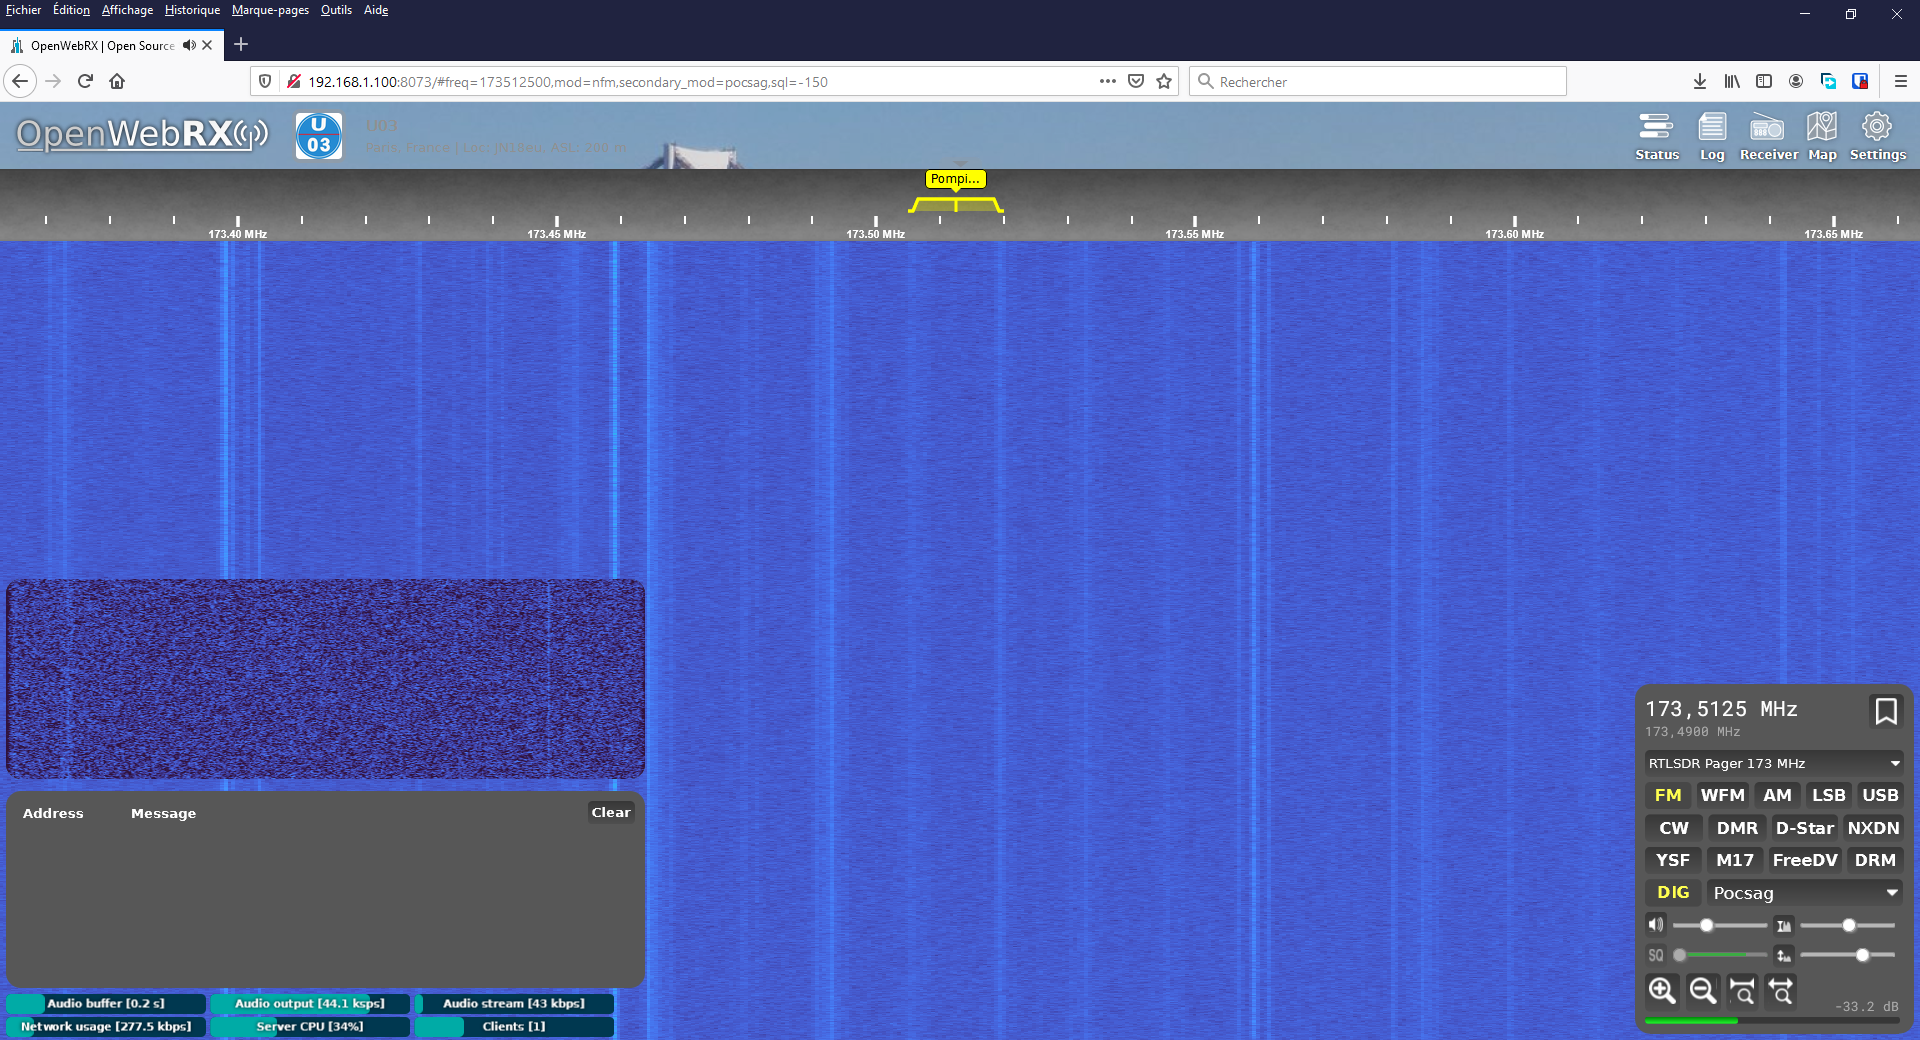 Fichier Édition Affichage Historique Marque-pages Outils Aide
OpenWebRX | Open Source
192.168.1.100:8073/#freq=173512500,mod=nfm,secondary_mod=pocsag,sql=-150
Rechercher
OpenWebRX
U
03
U03
Paris, France | Loc: JN18eu, ASL: 200 m
Status Log Receiver Map Settings
Pompi...
173.40 MHz 173.45 MHz 173.50 MHz 173.55 MHz 173.60 MHz 173.65 MHz
173,5125 MHz
173,4900 MHz
RTLSDR Pager 173 MHz
FM WFM AM LSB USB
CW DMR D-Star NXDN
YSF M17 FreeDV DRM
DIG Pocsag
SQ
-33.2 dB
Address Message Clear
Audio buffer [0.2 s] Audio output [44.1 ksps] Audio stream [43 kbps]
Network usage [277.5 kbps] Server CPU [34%] Clients [1]